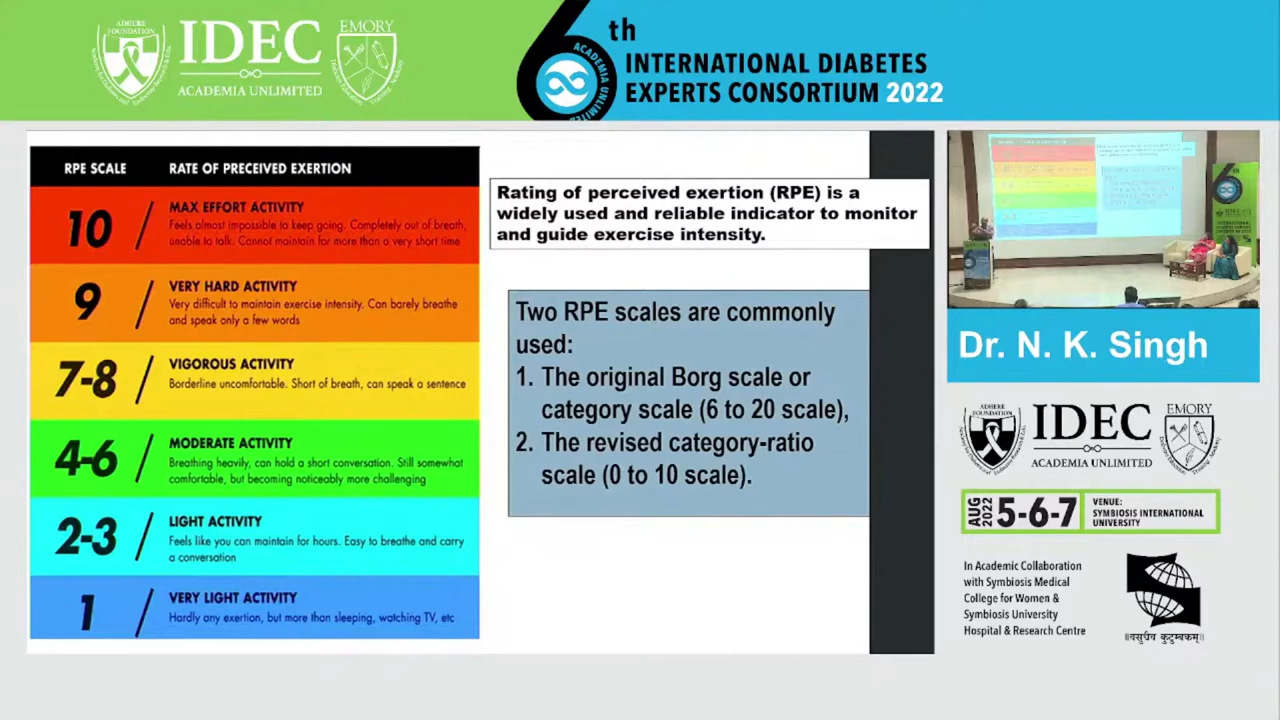 ADHERE
FOUNDATION
IDEC
ACADEMIA UNLIMITED
EMORY
6th
ACADEMIA UNLIMITED
INTERNATIONAL DIABETES
EXPERTS CONSORTIUM 2022
RPE SCALE
RATE OF PERCEIVED EXERTION
10 /
MAX EFFORT ACTIVITY
Feels almost impossible to keep going. Completely out of breath,
unable to talk. Cannot maintain for more than a very short time
9 /
VERY HARD ACTIVITY
Very difficult to maintain exercise intensity. Can barely breathe
and speak only a few words
7-8 /
VIGOROUS ACTIVITY
Borderline uncomfortable. Short of breath, can speak a sentence
4-6 /
MODERATE ACTIVITY
Breathing heavily, can hold a short conversation. Still somewhat
comfortable, but becoming noticeably more challenging
2-3 /
LIGHT ACTIVITY
Feels like you can maintain for hours. Easy to breathe and carry
a conversation
1 /
VERY LIGHT ACTIVITY
Hardly any exertion, but more than sleeping, watching TV, etc
Rating of perceived exertion (RPE) is a
widely used and reliable indicator to monitor
and guide exercise intensity.
Two RPE scales are commonly
used:
1. The original Borg scale or
category scale (6 to 20 scale),
2. The revised category-ratio
scale (0 to 10 scale).
Dr. N. K. Singh
ADHERE
FOUNDATION
IDEC
ACADEMIA UNLIMITED
EMORY
AUG
2022
5-6-7
VENUE:
SYMBIOSIS INTERNATIONAL
UNIVERSITY
In Academic Collaboration
with Symbiosis Medical
College for Women &
Symbiosis University
Hospital & Research Centre
॥वसुधैव कुटुम्बकम्॥